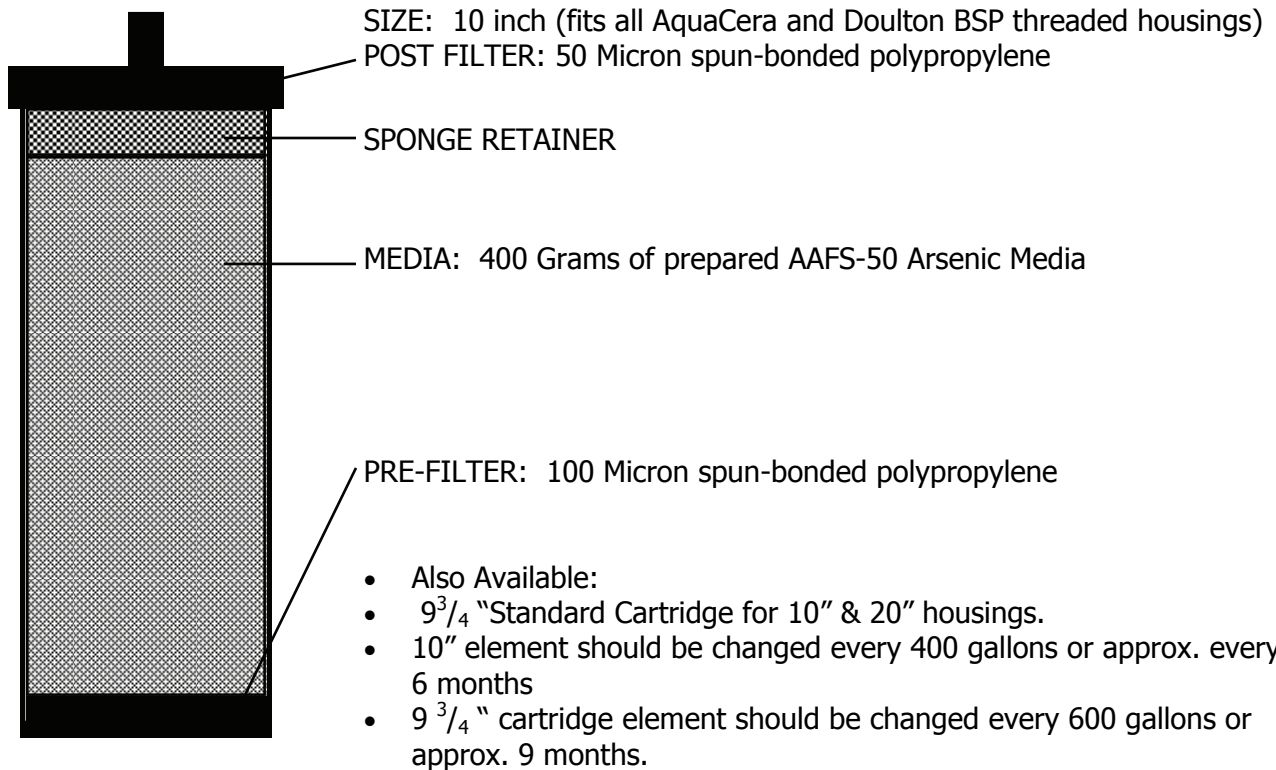 SIZE:  10 inch (fits all AquaCera and Doulton BSP threaded housings)
POST FILTER: 50 Micron spun-bonded polypropylene
SPONGE RETAINER
MEDIA:  400 Grams of prepared AAFS-50 Arsenic Media
PRE-FILTER:  100 Micron spun-bonded polypropylene
• Also Available:
• 9 3/4 “Standard Cartridge for 10” & 20” housings.
• 10” element should be changed every 400 gallons or approx. every
6 months
• 9 3/4 “ cartridge element should be changed every 600 gallons or
approx. 9 months.